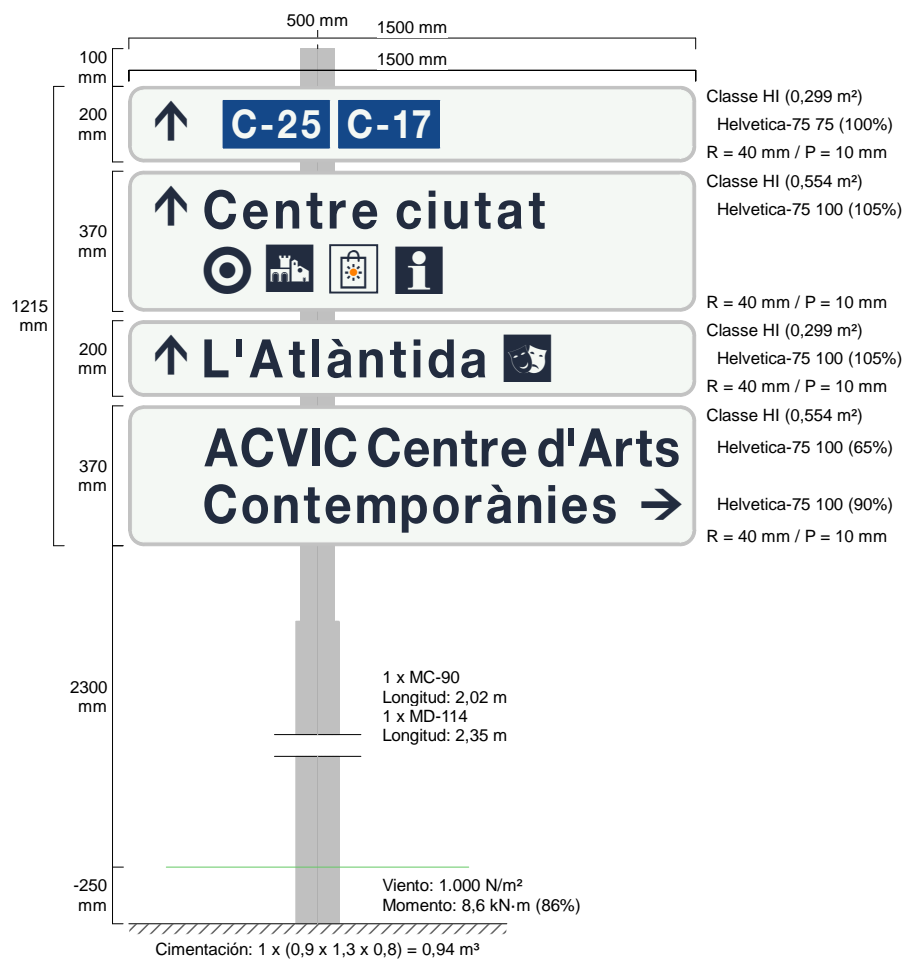 500 mm
1500 mm
1500 mm
100 mm
200 mm
C-25 C-17
Classe HI (0,299 m²)
Helvetica-75 75 (100%)
R = 40 mm / P = 10 mm
370 mm
Centre ciutat
i
Classe HI (0,554 m²)
Helvetica-75 100 (105%)
R = 40 mm / P = 10 mm
1215 mm
200 mm
L'Atlàntida
Classe HI (0,299 m²)
Helvetica-75 100 (105%)
R = 40 mm / P = 10 mm
370 mm
ACVIC Centre d'Arts
Contemporànies
Classe HI (0,554 m²)
Helvetica-75 100 (65%)
Helvetica-75 100 (90%)
R = 40 mm / P = 10 mm
2300 mm
1 x MC-90
Longitud: 2,02 m
1 x MD-114
Longitud: 2,35 m
-250 mm
Viento: 1.000 N/m²
Momento: 8,6 kN·m (86%)
Cimentación: 1 x (0,9 x 1,3 x 0,8) = 0,94 m³